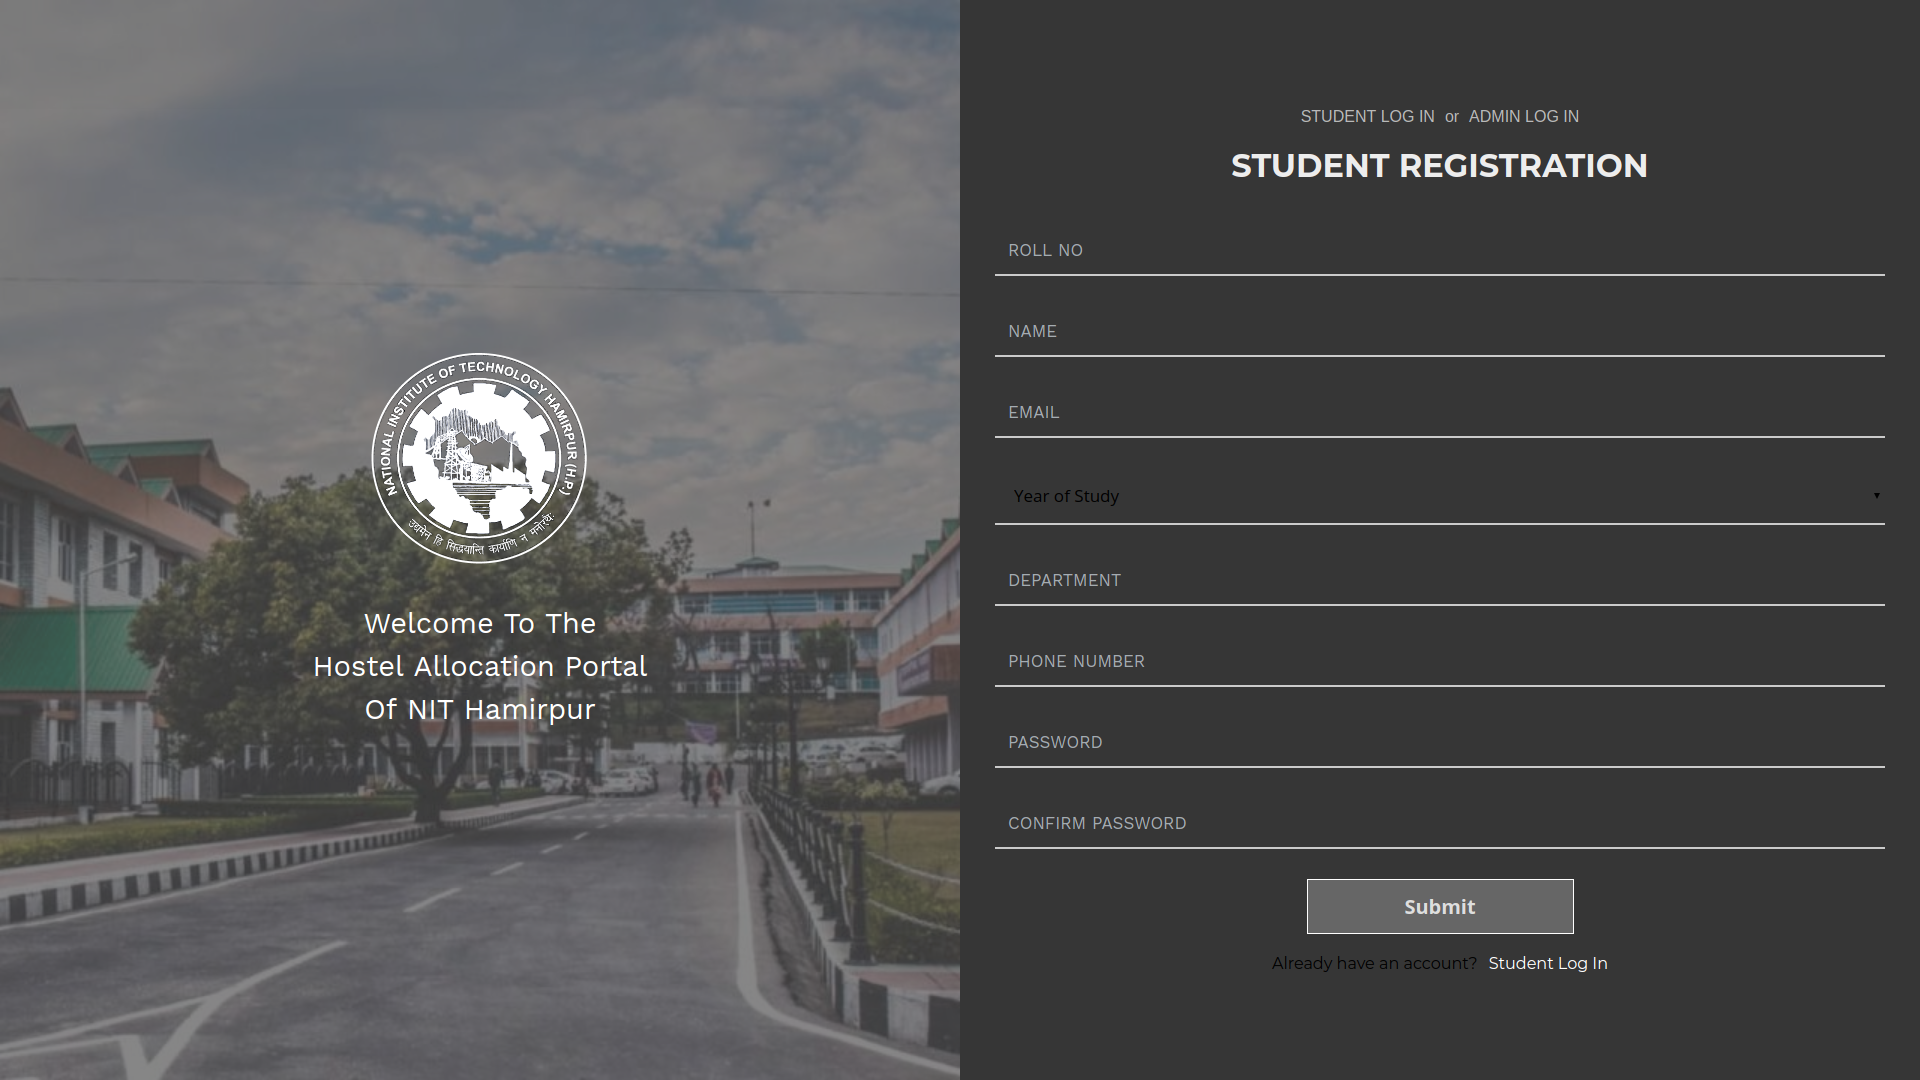 NATIONAL INSTITUTE OF TECHNOLOGY HAMIRPUR (H.P.)
उद्यमेन हि सिद्धयान्ति कार्याणि न मनोरथैः
Welcome To The
Hostel Allocation Portal
Of NIT Hamirpur
STUDENT LOG IN or ADMIN LOG IN
STUDENT REGISTRATION
ROLL NO
NAME
EMAIL
Year of Study
DEPARTMENT
PHONE NUMBER
PASSWORD
CONFIRM PASSWORD
Submit
Already have an account? Student Log In